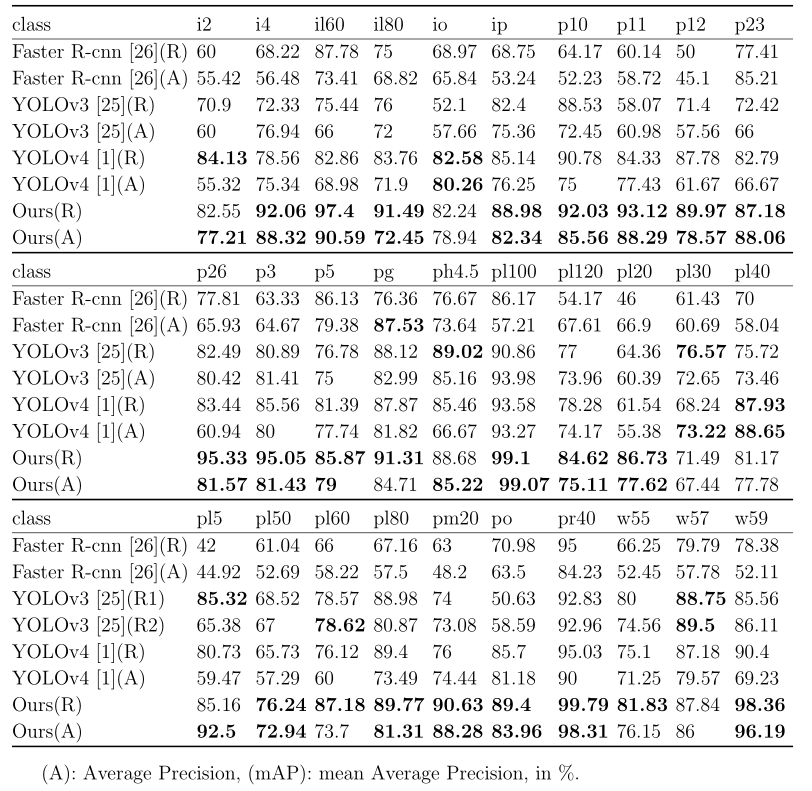 class i2 i4 il60 il80 io ip p10 p11 p12 p23
Faster R-cnn [26](R) 60 68.22 87.78 75 68.97 68.75 64.17 60.14 50 77.41
Faster R-cnn [26](A) 55.42 56.48 73.41 68.82 65.84 53.24 52.23 58.72 45.1 85.21
YOLOv3 [25](R) 70.9 72.33 75.44 76 52.1 82.4 88.53 58.07 71.4 72.42
YOLOv3 [25](A) 60 76.94 66 72 57.66 75.36 72.45 60.98 57.56 66
YOLOv4 [1](R) 84.13 78.56 82.86 83.76 82.58 85.14 90.78 84.33 87.78 82.79
YOLOv4 [1](A) 55.32 75.34 68.98 71.9 80.26 76.25 75 77.43 61.67 66.67
Ours(R) 82.55 92.06 97.4 91.49 82.24 88.98 92.03 93.12 89.97 87.18
Ours(A) 77.21 88.32 90.59 72.45 78.94 82.34 85.56 88.29 78.57 88.06
class p26 p3 p5 pg ph4.5 pl100 pl120 pl20 pl30 pl40
Faster R-cnn [26](R) 77.81 63.33 86.13 76.36 76.67 86.17 54.17 46 61.43 70
Faster R-cnn [26](A) 65.93 64.67 79.38 87.53 73.64 57.21 67.61 66.9 60.69 58.04
YOLOv3 [25](R) 82.49 80.89 76.78 88.12 89.02 90.86 77 64.36 76.57 75.72
YOLOv3 [25](A) 80.42 81.41 75 82.99 85.16 93.98 73.96 60.39 72.65 73.46
YOLOv4 [1](R) 83.44 85.56 81.39 87.87 85.46 93.58 78.28 61.54 68.24 87.93
YOLOv4 [1](A) 60.94 80 77.74 81.82 66.67 93.27 74.17 55.38 73.22 88.65
Ours(R) 95.33 95.05 85.87 91.31 88.68 99.1 84.62 86.73 71.49 81.17
Ours(A) 81.57 81.43 79 84.71 85.22 99.07 75.11 77.62 67.44 77.78
class pl5 pl50 pl60 pl80 pm20 po pr40 w55 w57 w59
Faster R-cnn [26](R) 42 61.04 66 67.16 63 70.98 95 66.25 79.79 78.38
Faster R-cnn [26](A) 44.92 52.69 58.22 57.5 48.2 63.5 84.23 52.45 57.78 52.11
YOLOv3 [25](R1) 85.32 68.52 78.57 88.98 74 50.63 92.83 80 88.75 85.56
YOLOv3 [25](R2) 65.38 67 78.62 80.87 73.08 58.59 92.96 74.56 89.5 86.11
YOLOv4 [1](R) 80.73 65.73 76.12 89.4 76 85.7 95.03 75.1 87.18 90.4
YOLOv4 [1](A) 59.47 57.29 60 73.49 74.44 81.18 90 71.25 79.57 69.23
Ours(R) 85.16 76.24 87.18 89.77 90.63 89.4 99.79 81.83 87.84 98.36
Ours(A) 92.5 72.94 73.7 81.31 88.28 83.96 98.31 76.15 86 96.19
(A): Average Precision, (mAP): mean Average Precision, in %.